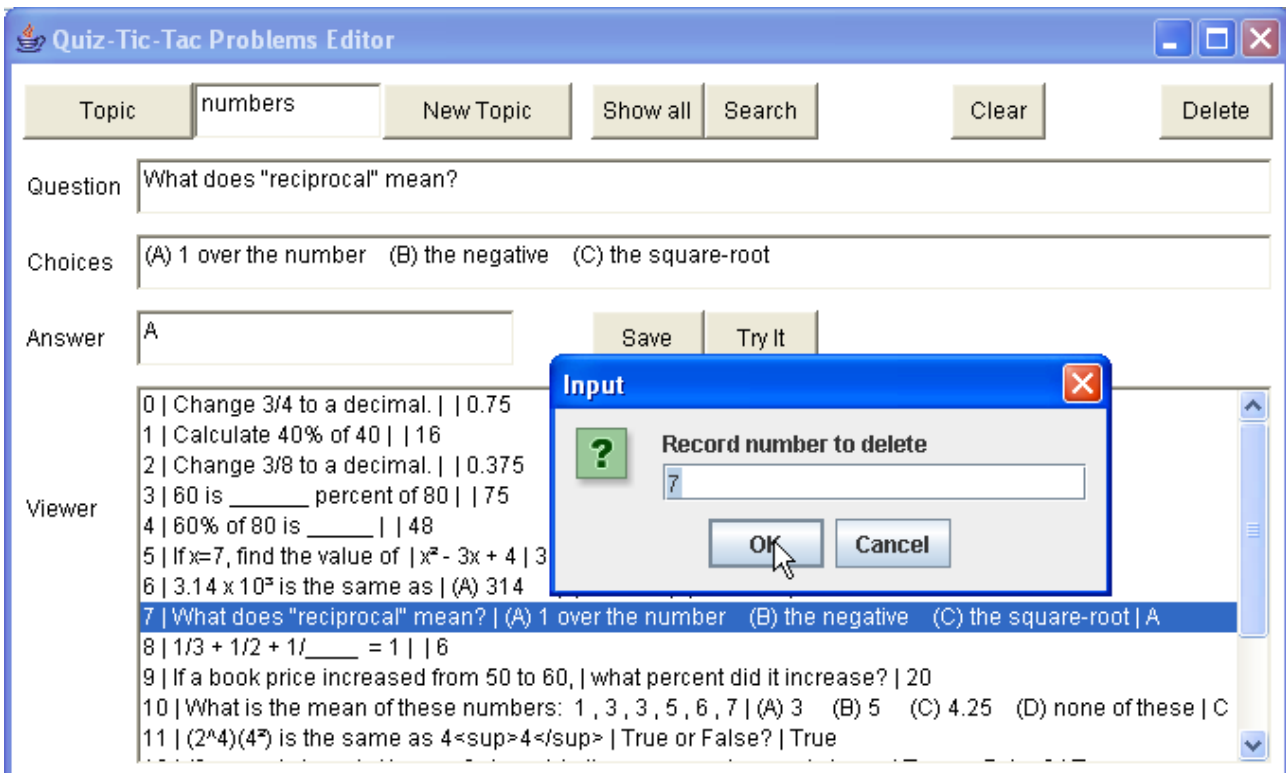 Quiz-Tic-Tac Problems Editor
Topic numbers New Topic Show all Search Clear Delete
Question What does "reciprocal" mean?
Choices (A) 1 over the number (B) the negative (C) the square-root
Answer A Save Try It
Input
Record number to delete
7
OK Cancel
Viewer
0 | Change 3/4 to a decimal. | | 0.75
1 | Calculate 40% of 40 | | 16
2 | Change 3/8 to a decimal. | | 0.375
3 | 60 is _______ percent of 80 | | 75
4 | 60% of 80 is ______ | | 48
5 | If x=7, find the value of | x² - 3x + 4 | 3
6 | 3.14 x 10² is the same as | (A) 314
7 | What does "reciprocal" mean? | (A) 1 over the number (B) the negative (C) the square-root | A
8 | 1/3 + 1/2 + 1/_____ = 1 | | 6
9 | If a book price increased from 50 to 60, | what percent did it increase? | 20
10 | What is the mean of these numbers: 1 , 3 , 3 , 5 , 6 , 7 | (A) 3 (B) 5 (C) 4.25 (D) none of these | C
11 | (2^4)(4²) is the same as 4<sup>4</sup> | True or False? | True